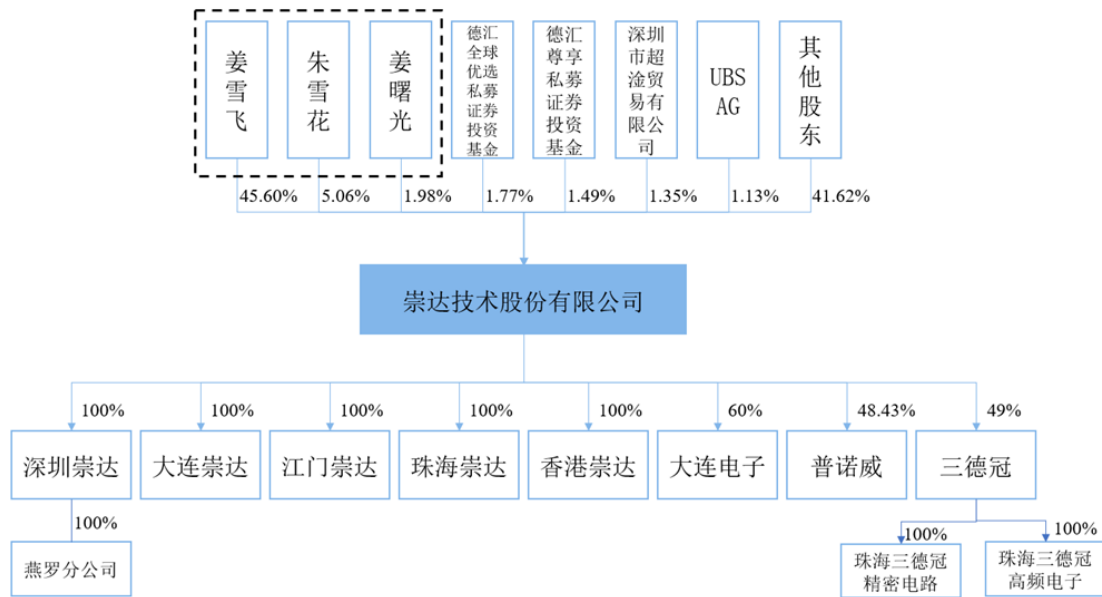 姜雪飞
朱雪花
姜曙光
德汇全球优选私募证券投资基金
德汇尊享私募证券投资基金
深圳市超淦贸易有限公司
UBS
AG
其他股东
45.60%
5.06%
1.98%
1.77%
1.49%
1.35%
1.13%
41.62%
崇达技术股份有限公司
100%
100%
100%
100%
100%
60%
48.43%
49%
深圳崇达
大连崇达
江门崇达
珠海崇达
香港崇达
大连电子
普诺威
三德冠
100%
100%
100%
燕罗分公司
珠海三德冠
精密电路
珠海三德冠
高频电子